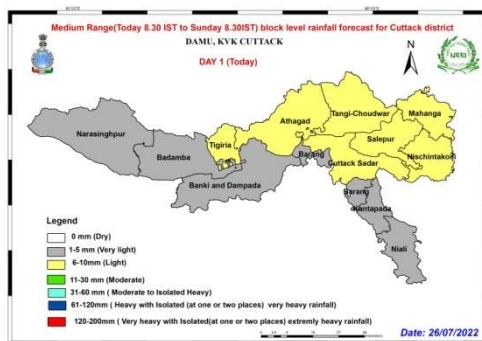 Medium Range(Today 8.30 IST to Sunday 8.30IST) block level rainfall forecast for Cuttack district
DAMU, KVK CUTTACK
DAY 1 (Today)
N
NRRI
Narasinghpur
Badamba
Tigiria
Athagad
Tangi-Choudwar
Mahanga
Salepur
Nischintakoili
Barang
Cuttack Sadar
Banki and Dampada
Barang
Kantapada
Niali
Legend
0 mm (Dry)
1-5 mm (Very light)
6-10mm (Light)
11-30 mm (Moderate)
31-60 mm ( Moderate to Isolated Heavy)
61-120mm ( Heavy with Isolated (at one or two places) very heavy rainfall)
120-200mm ( Very heavy with Isolated(at one or two places) extremly heavy rainfall)
Date: 26/07/2022